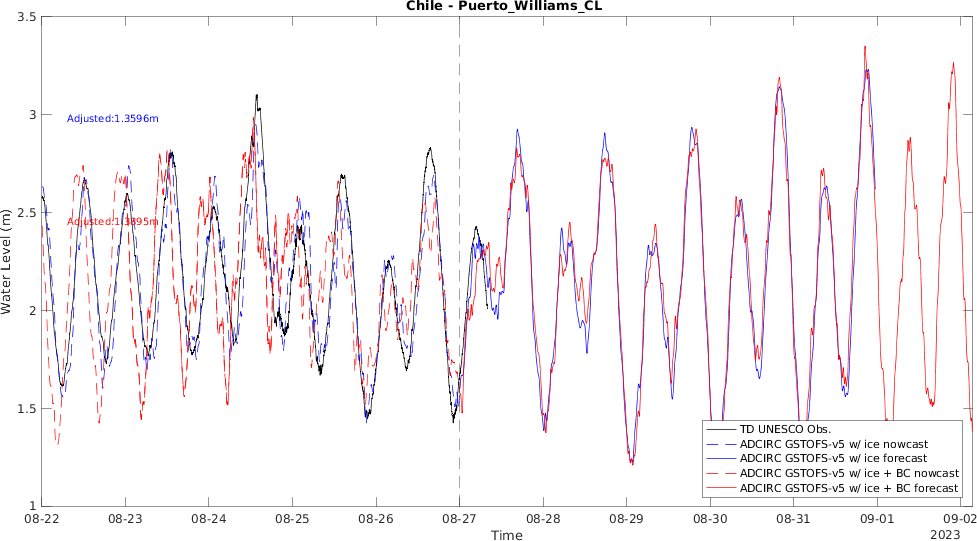 Chile - Puerto_Williams_CL
3.5
3
2.5
2
1.5
1
Water Level (m)
Adjusted:1.3596m
Adjusted:1.3895m
TD UNESCO Obs.
ADCIRC GSTOFS-v5 w/ ice nowcast
ADCIRC GSTOFS-v5 w/ ice forecast
ADCIRC GSTOFS-v5 w/ ice + BC nowcast
ADCIRC GSTOFS-v5 w/ ice + BC forecast
08-22 08-23 08-24 08-25 08-26 08-27 08-28 08-29 08-30 08-31 09-01 09-02
Time
2023